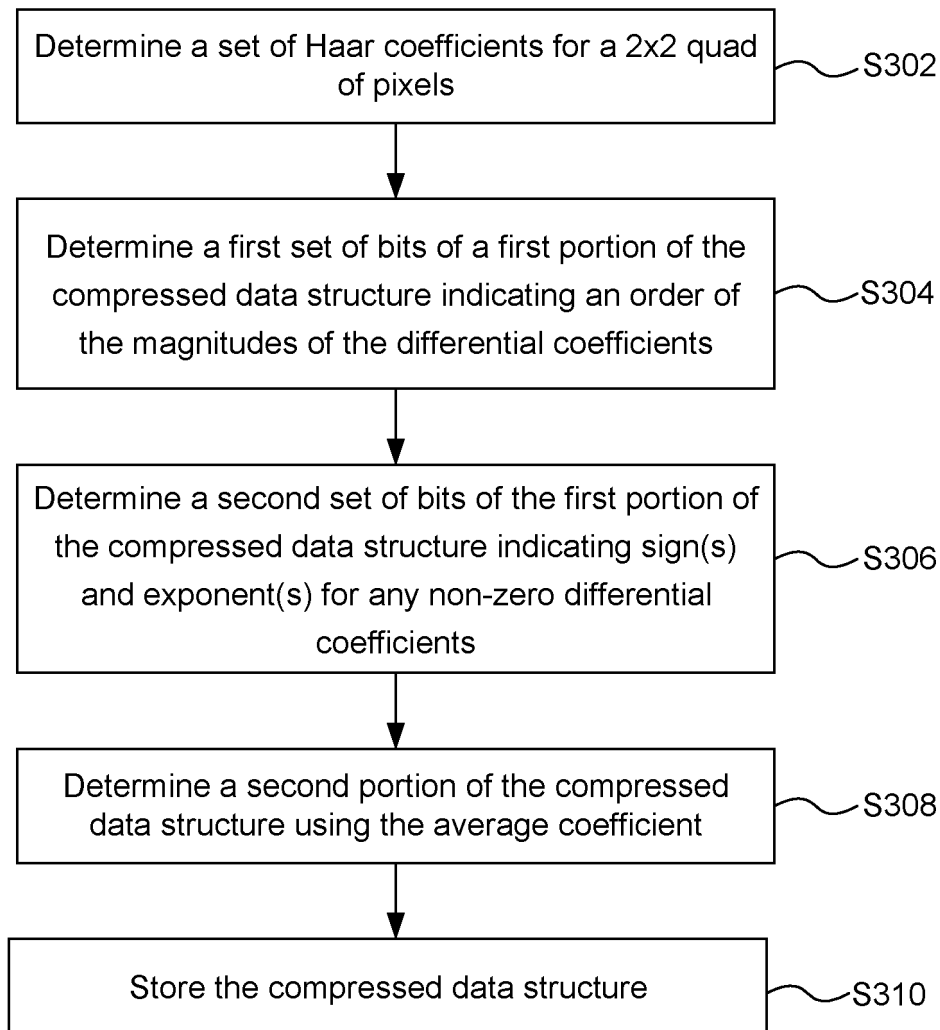 Determine a set of Haar coefficients for a 2x2 quad
of pixels
S302
Determine a first set of bits of a first portion of the
compressed data structure indicating an order of
the magnitudes of the differential coefficients
S304
Determine a second set of bits of the first portion of
the compressed data structure indicating sign(s)
and exponent(s) for any non-zero differential
coefficients
S306
Determine a second portion of the compressed
data structure using the average coefficient
S308
Store the compressed data structure
S310